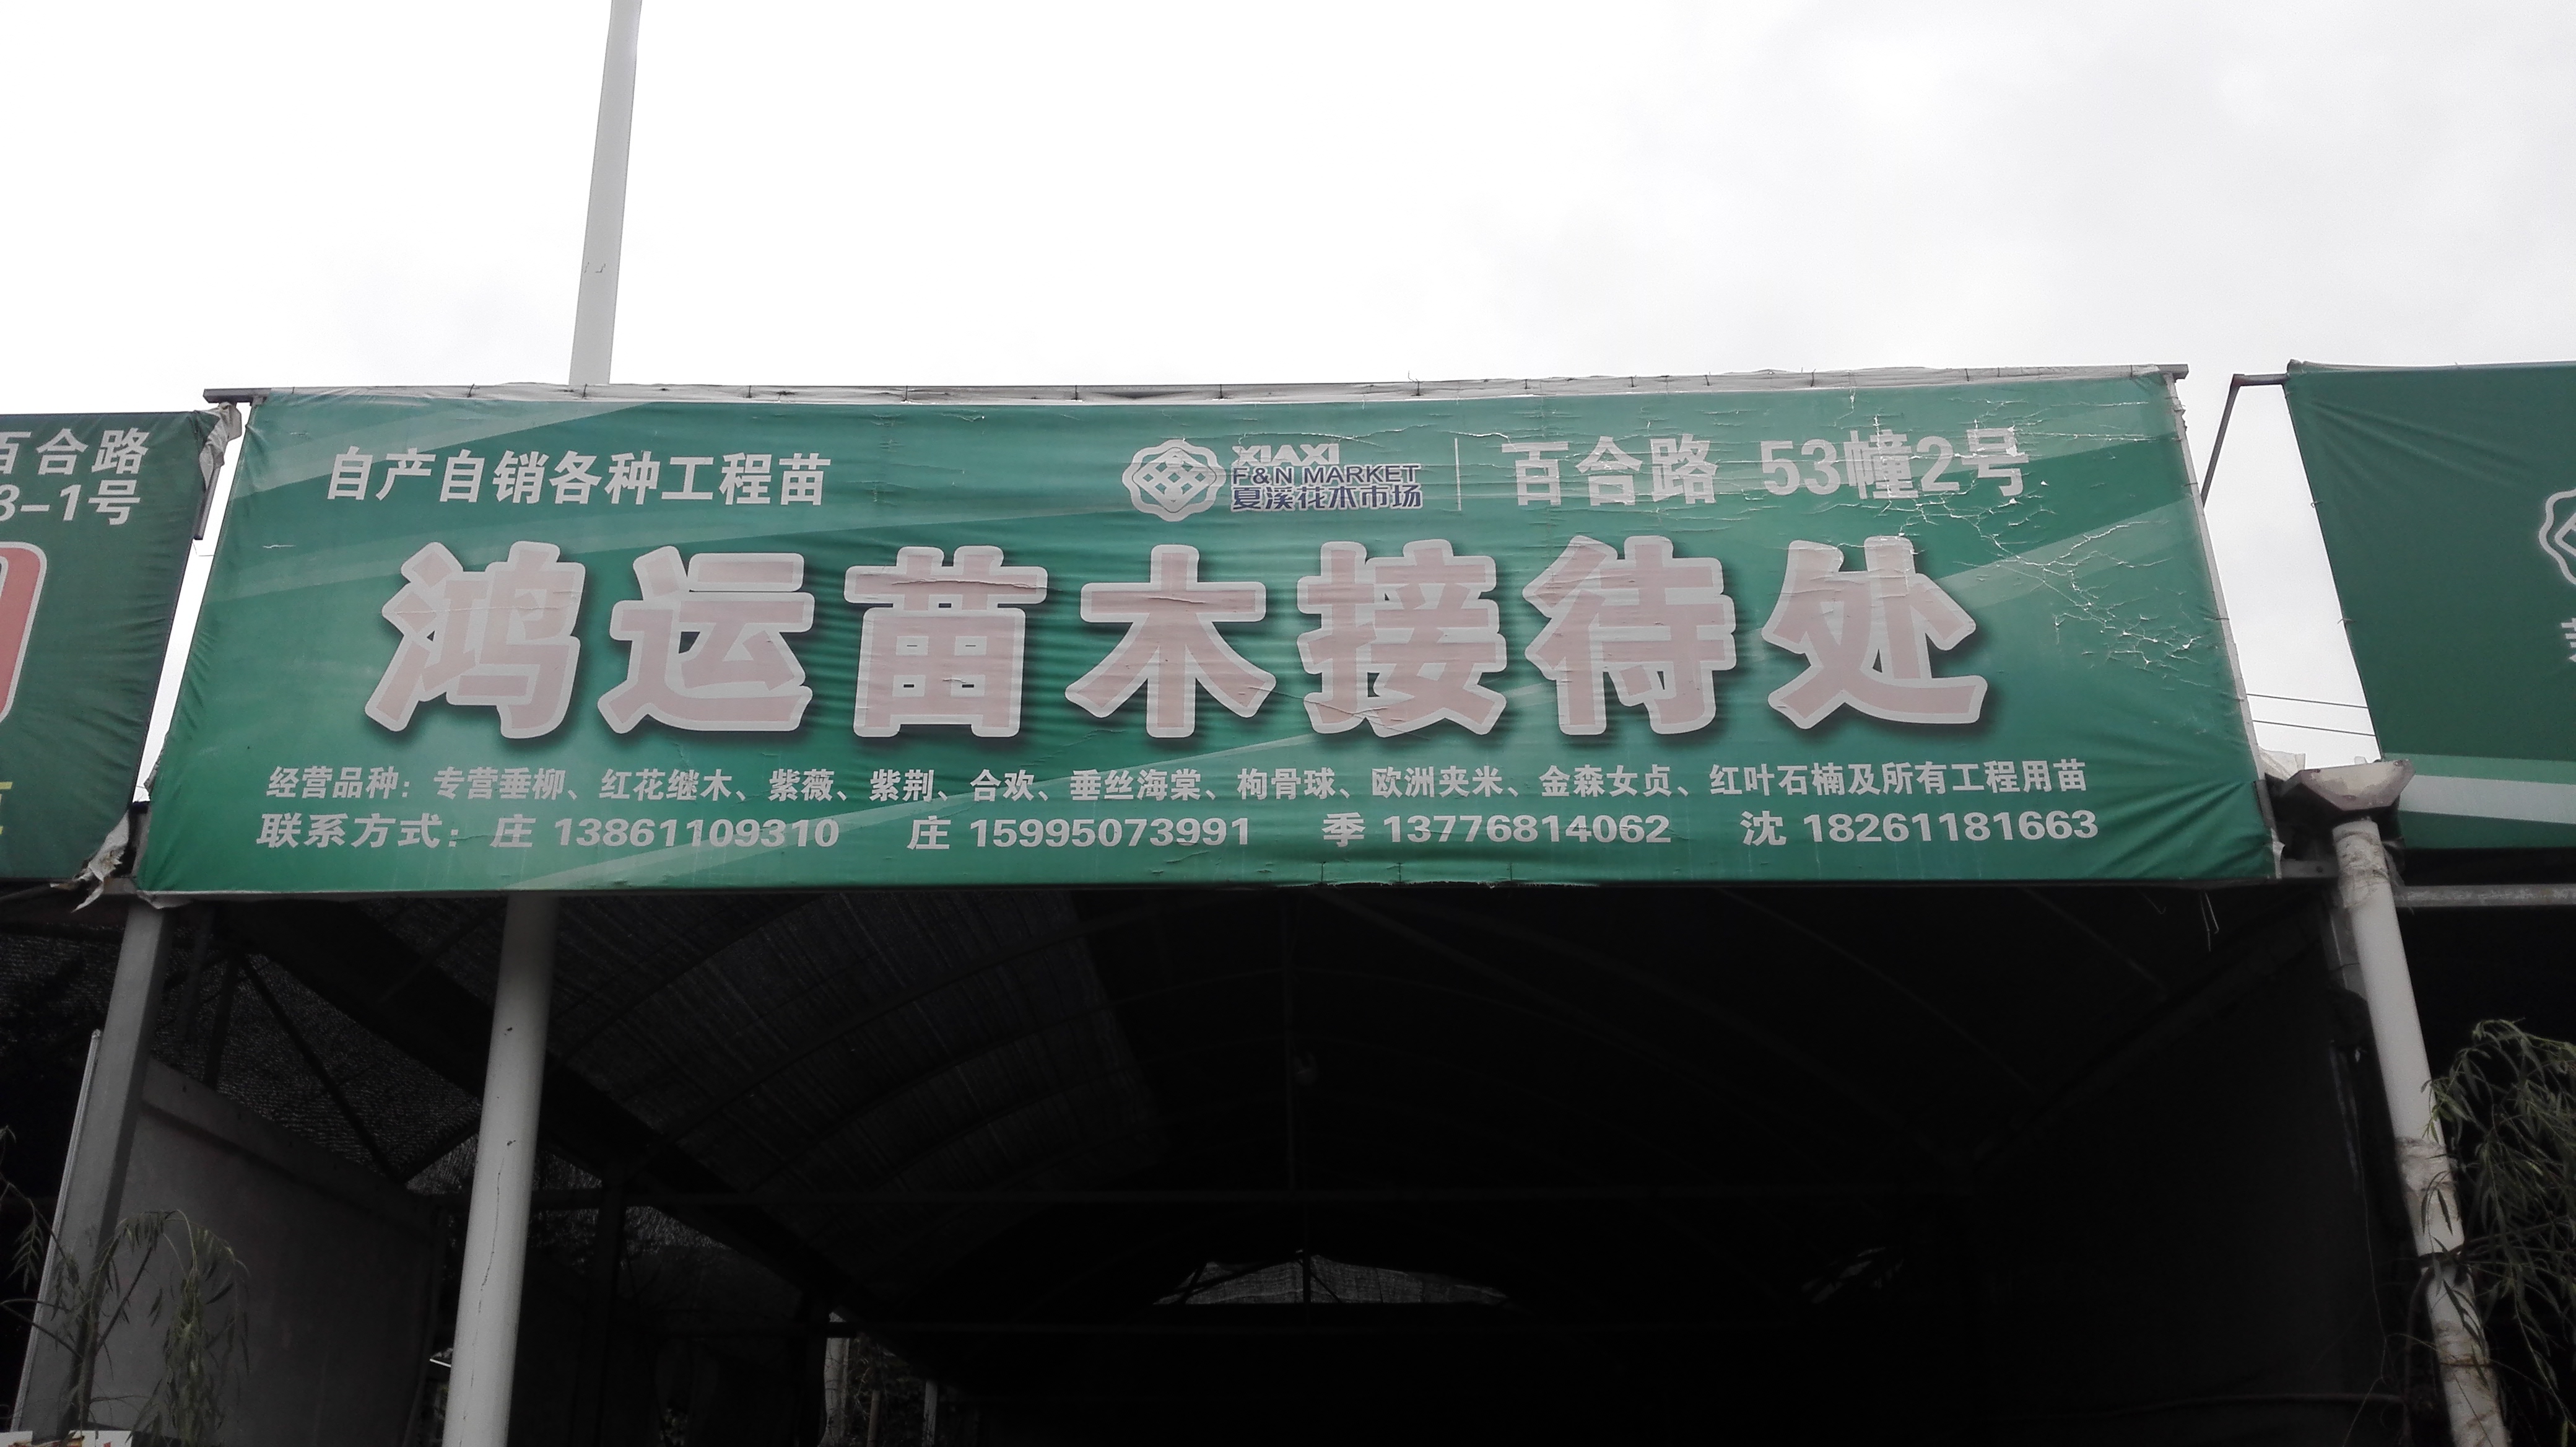 百合路
3-1号
自产自销各种工程苗
XIAXI
F&N MARKET
夏溪花木市场
百合路 53幢2号
鸿运苗木接待处
经营品种：专营垂柳、红花继木、紫薇、紫荆、合欢、垂丝海棠、枸骨球、欧洲夹米、金森女贞、红叶石楠及所有工程用苗
联系方式：庄 13861109310 庄 15995073991 季 13776814062 沈 18261181663